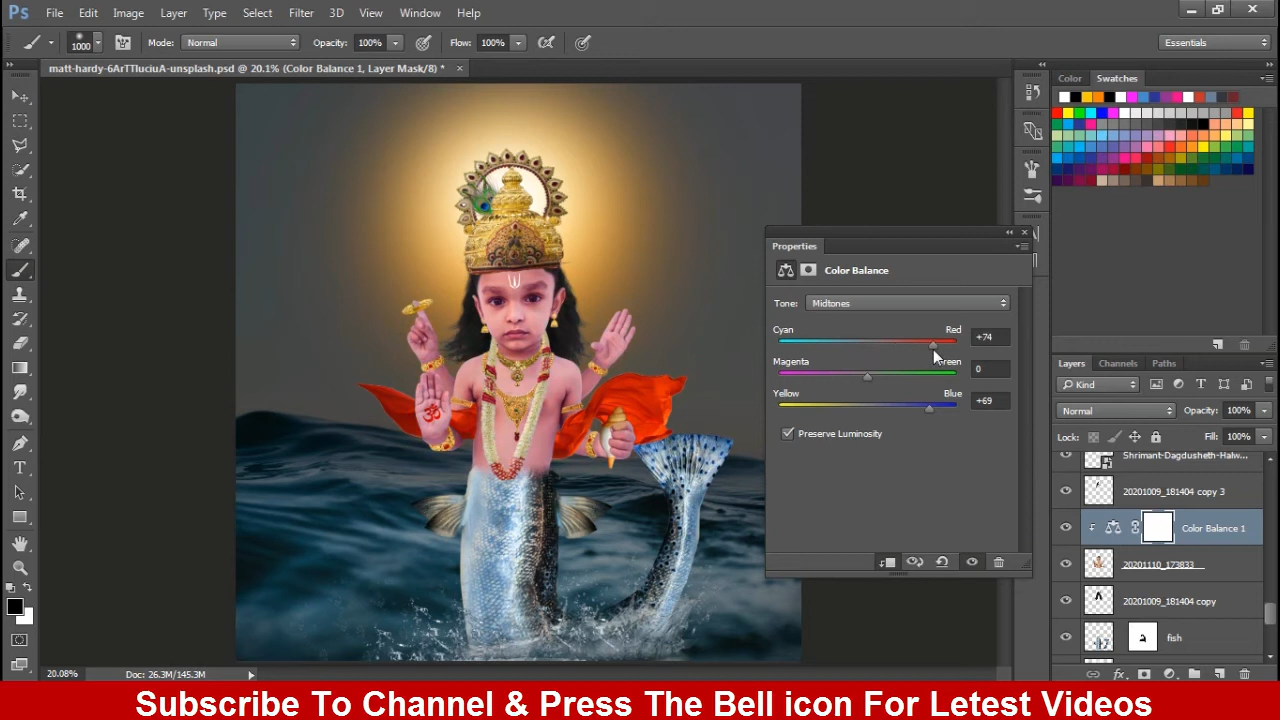 Ps File Edit Image Layer Type Select Filter 3D View Window Help
1000 Mode: Normal Opacity: 100% Flow: 100% Essentials
matt-hardy-6ArTTluciuA-unsplash.psd @ 20.1% (Color Balance 1, Layer Mask/8) * ×
Color Swatches
Properties
Color Balance
Tone: Midtones
Cyan Red +74
Magenta Green 0
Yellow Blue +69
Preserve Luminosity
Layers Channels Paths
Kind
Normal Opacity: 100%
Lock: Fill: 100%
Shrimant-Dagdusheth-Halw...
20201009_181404 copy 3
Color Balance 1
20201110_173833
20201009_181404 copy
fish
ॐ
20.08% Doc: 26.3M/145.3M
Subscribe To Channel & Press The Bell icon For Letest Videos